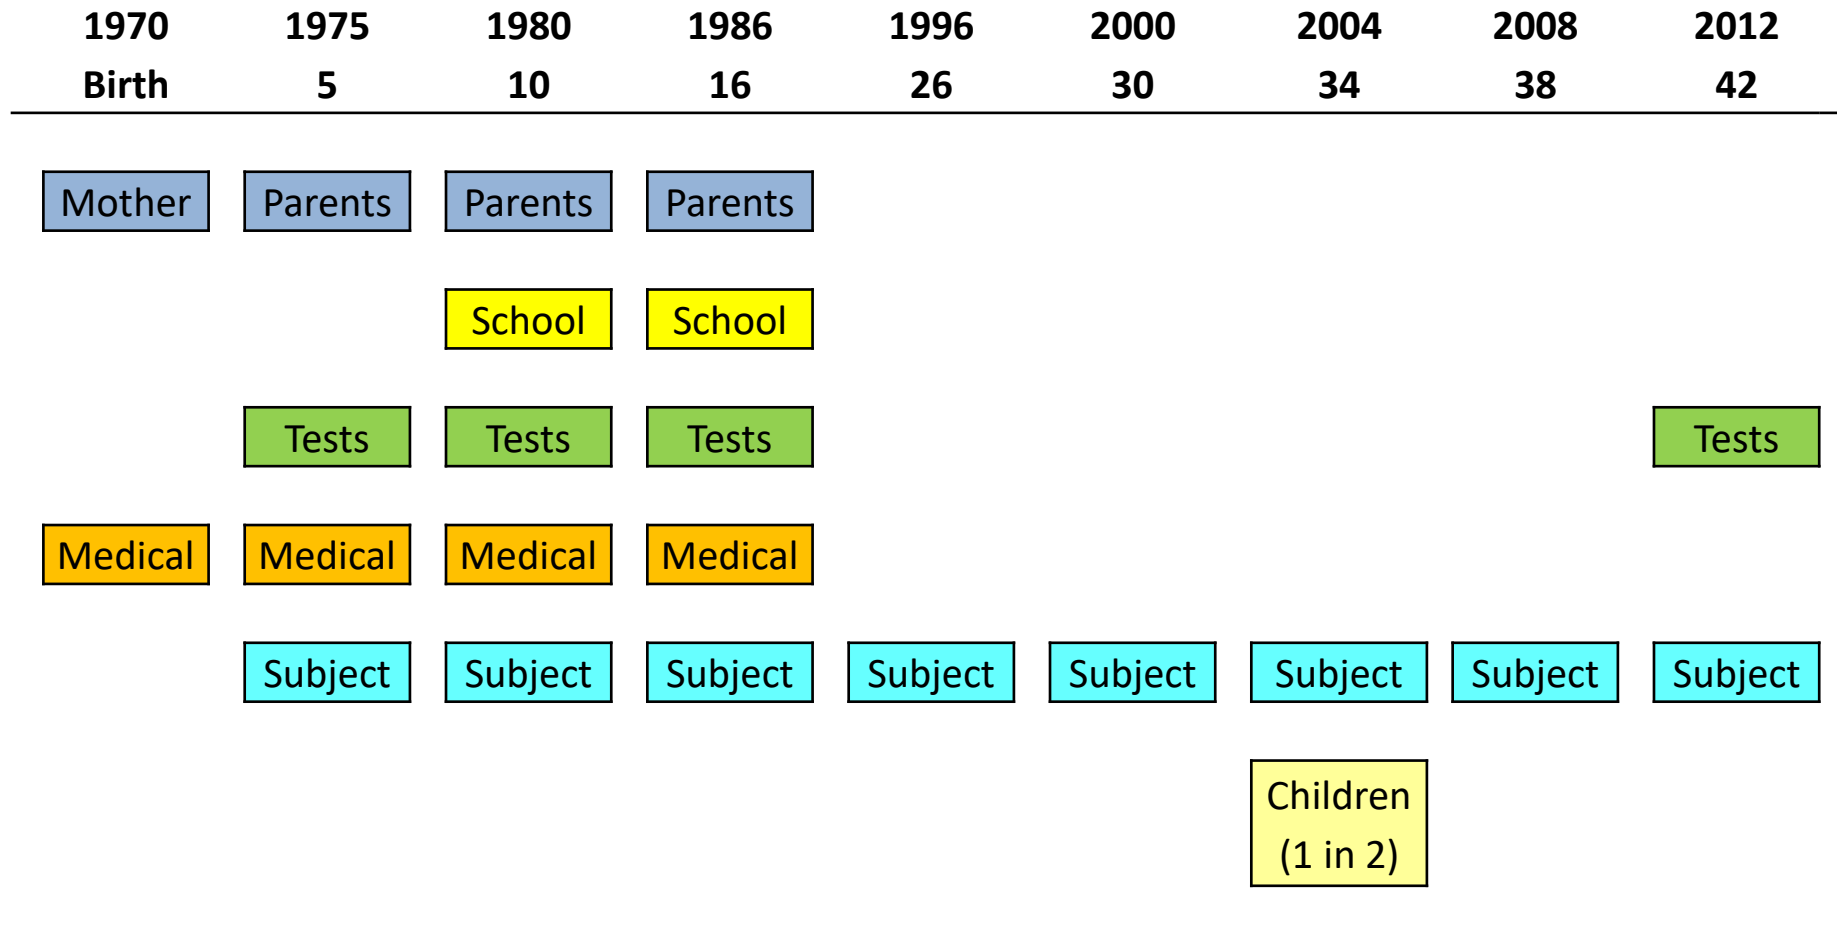 1970 1975 1980 1986 1996 2000 2004 2008 2012
Birth 5 10 16 26 30 34 38 42
Mother Parents Parents Parents
School School
Tests Tests Tests Tests
Medical Medical Medical Medical
Subject Subject Subject Subject Subject Subject Subject Subject
Children
(1 in 2)